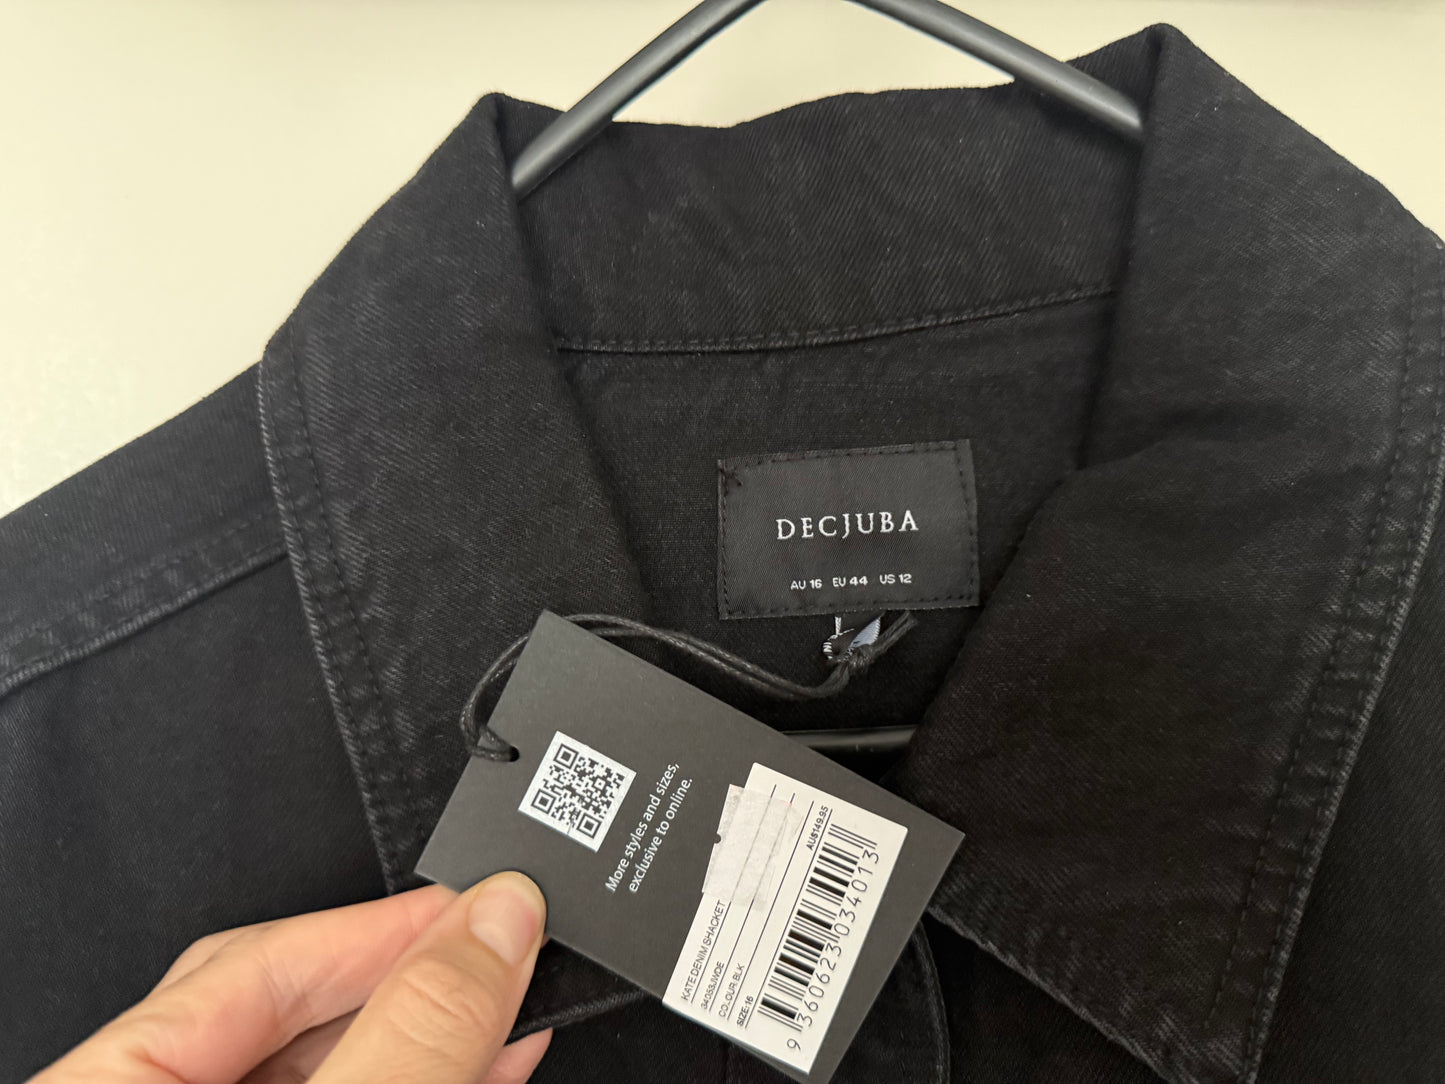 DECJUBA
AU 16 EU 44 US 12
More styles and sizes,
exclusive to online.
AU$149.95
KATE DENIM SHACKET
34053JWDE
COLOUR:BLK
SIZE:16
9 360623 034013